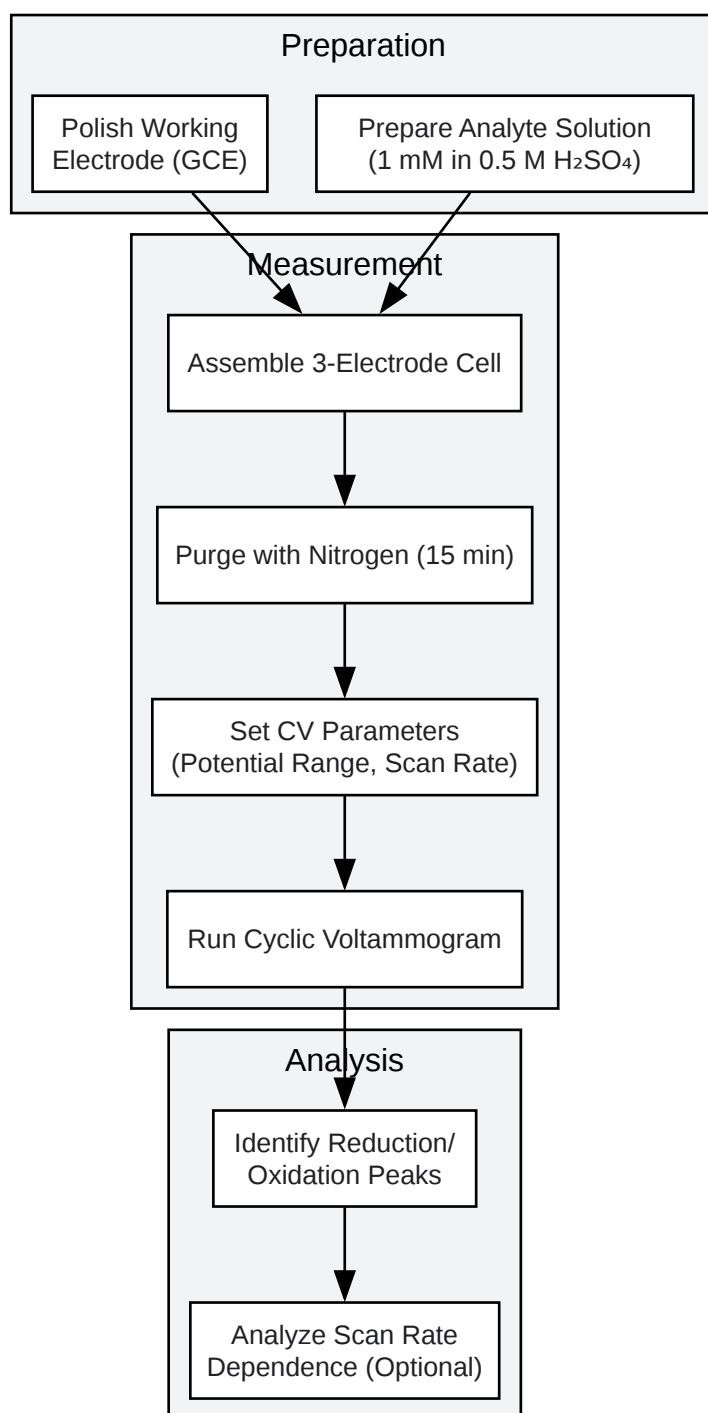 Preparation
Polish Working
Electrode (GCE)
Prepare Analyte Solution
(1 mM in 0.5 M H₂SO₄)
Measurement
Assemble 3-Electrode Cell
Purge with Nitrogen (15 min)
Set CV Parameters
(Potential Range, Scan Rate)
Run Cyclic Voltammogram
Analysis
Identify Reduction/
Oxidation Peaks
Analyze Scan Rate
Dependence (Optional)